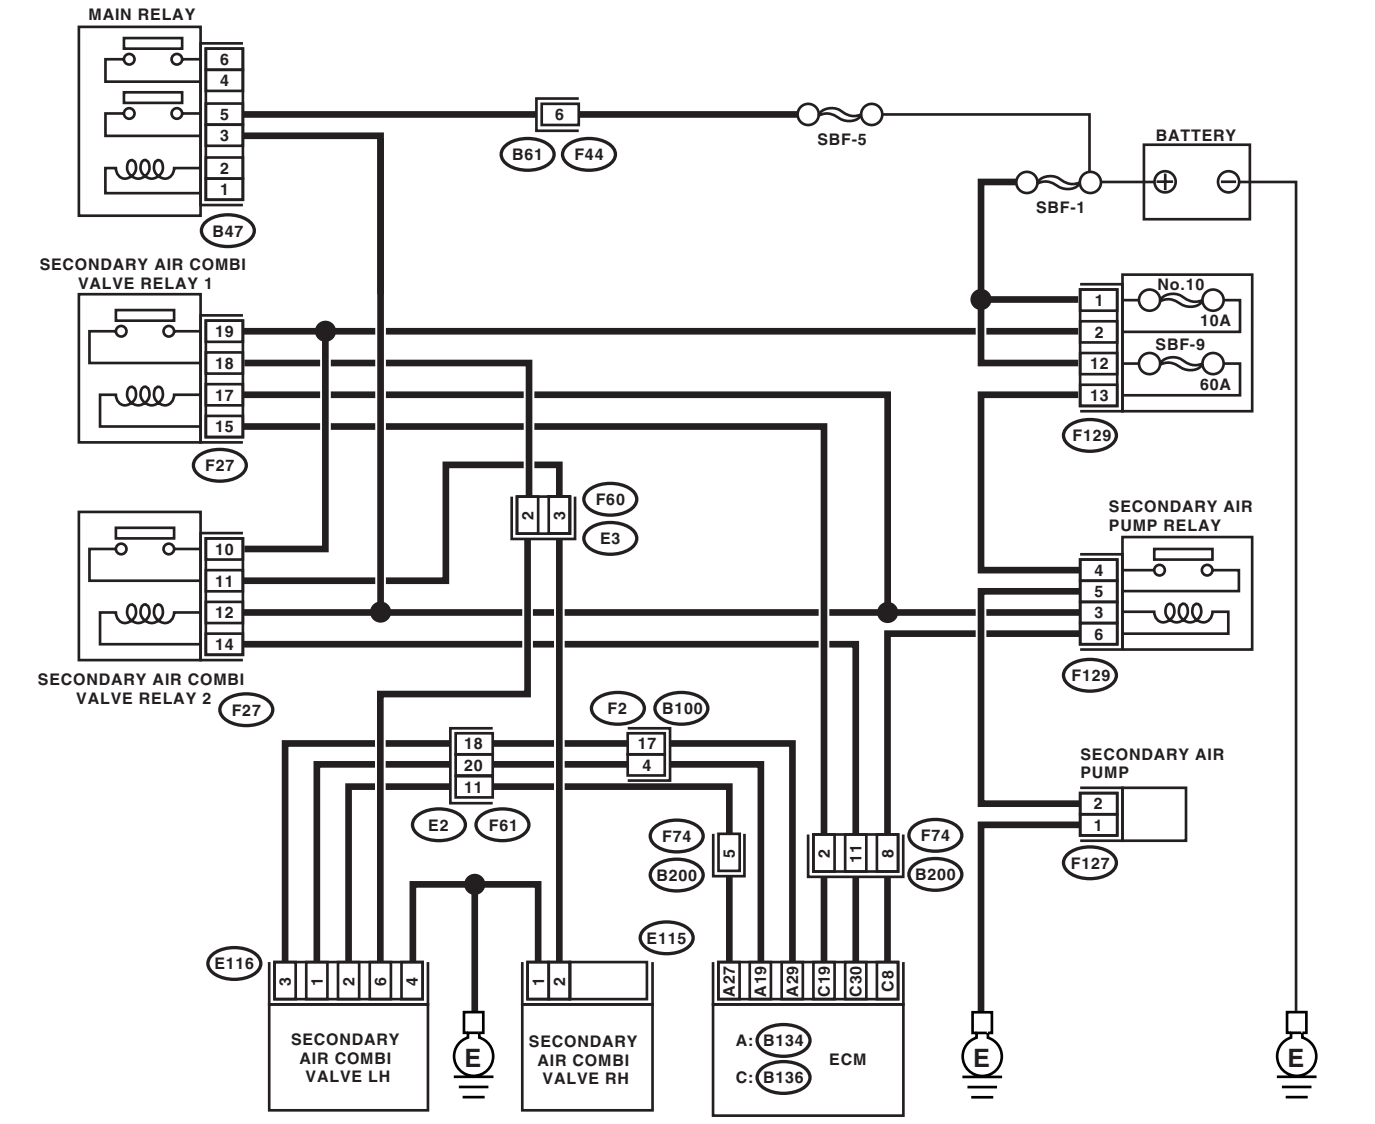 MAIN RELAY
6
4
5
3
2
1
B47
6
B61
F44
SBF-5
BATTERY
+
−
SBF-1
SECONDARY AIR COMBI
VALVE RELAY 1
19
18
17
15
F27
No.10
10A
SBF-9
60A
1
2
12
13
F129
2
3
F60
E3
10
11
12
14
SECONDARY AIR COMBI
VALVE RELAY 2
F27
SECONDARY AIR
PUMP RELAY
4
5
3
6
F129
F2
B100
18
20
11
17
4
E2
F61
SECONDARY AIR
PUMP
2
1
F127
F74
B200
5
2
11
8
F74
B200
E115
E116
3
1
2
6
4
1
2
A27
A19
A29
C19
C30
C8
SECONDARY
AIR COMBI
VALVE LH
E
SECONDARY
AIR COMBI
VALVE RH
A: B134
C: B136
ECM
E
E